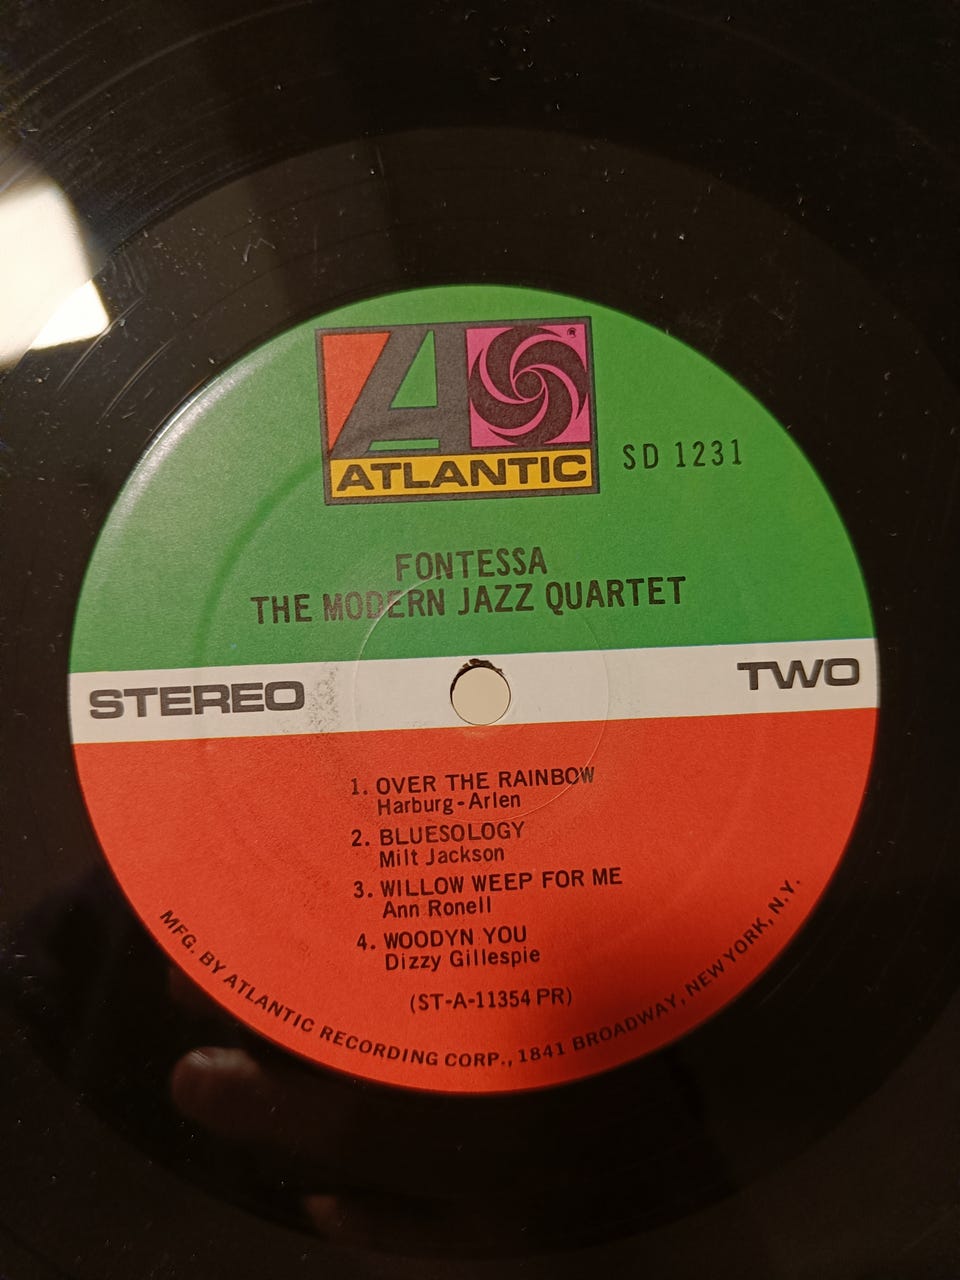 ATLANTIC
®
SD 1231
FONTESSA
THE MODERN JAZZ QUARTET
STEREO
TWO
1. OVER THE RAINBOW
Harburg-Arlen
2. BLUESOLOGY
Milt Jackson
3. WILLOW WEEP FOR ME
Ann Ronell
4. WOODYN YOU
Dizzy Gillespie
(ST-A-11354 PR)
MFG. BY ATLANTIC RECORDING CORP., 1841 BROADWAY, NEW YORK, N.Y.